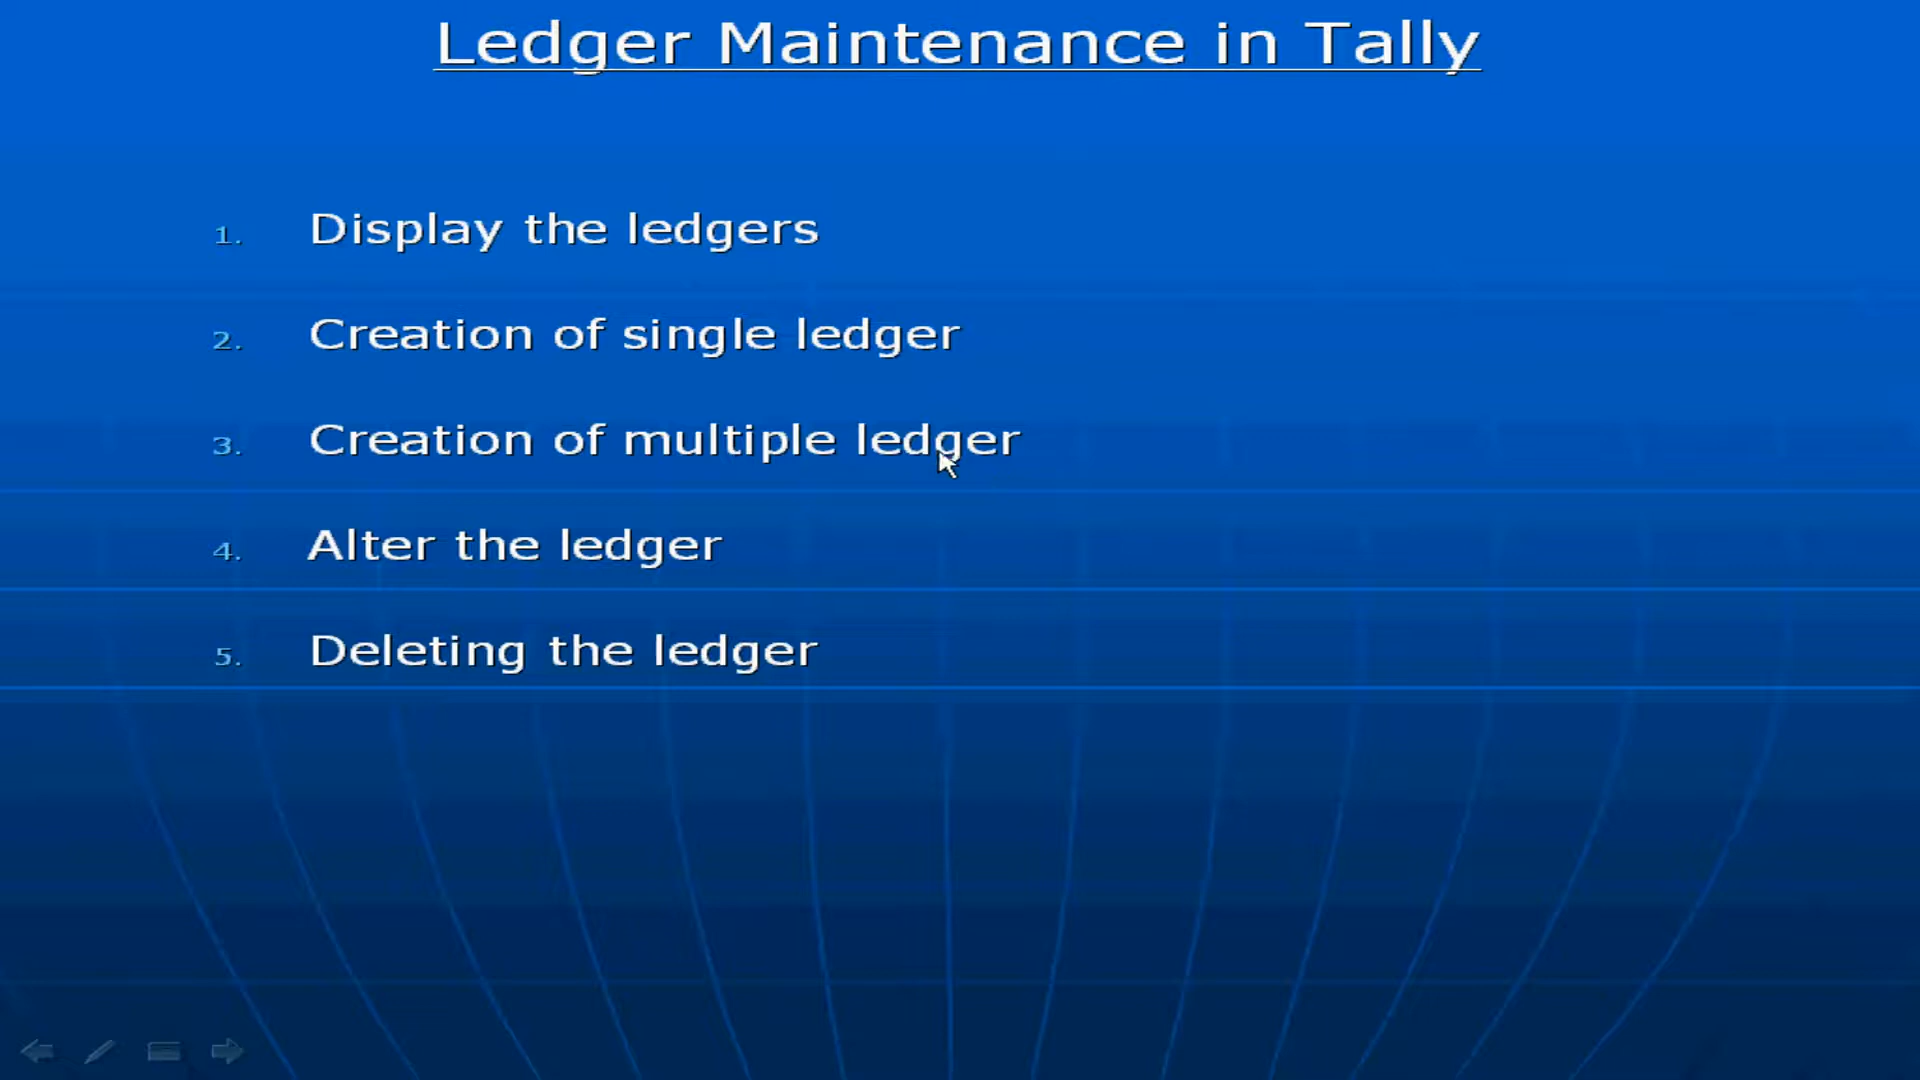 Ledger Maintenance in Tally
1. Display the ledgers
2. Creation of single ledger
3. Creation of multiple ledger
4. Alter the ledger
5. Deleting the ledger